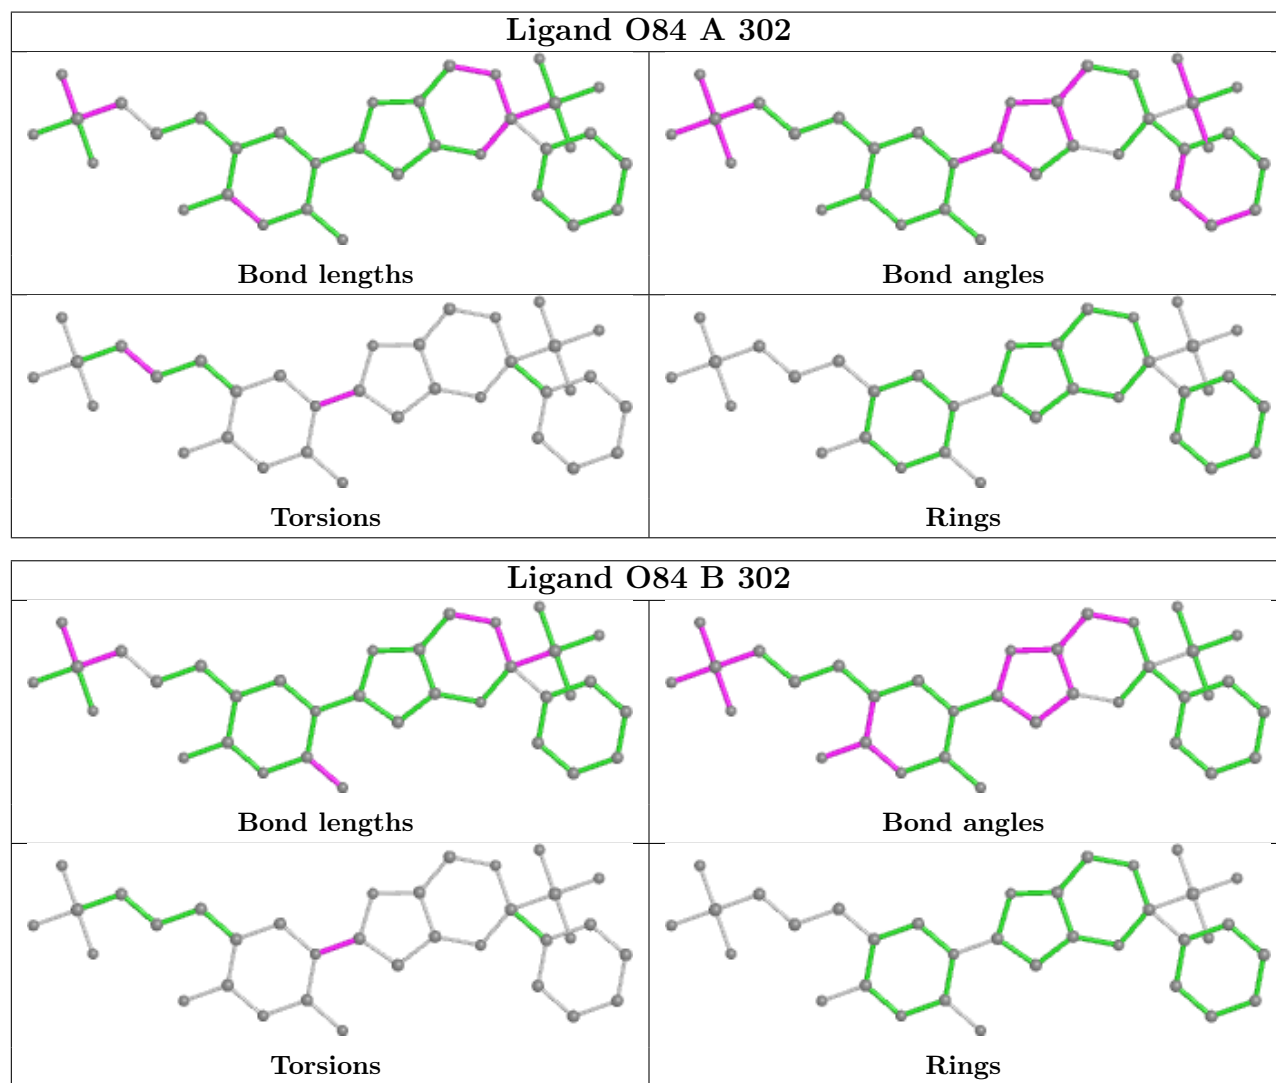 Ligand O84 A 302
Bond lengths
Bond angles
Torsions
Rings
Ligand O84 B 302
Bond lengths
Bond angles
Torsions
Rings